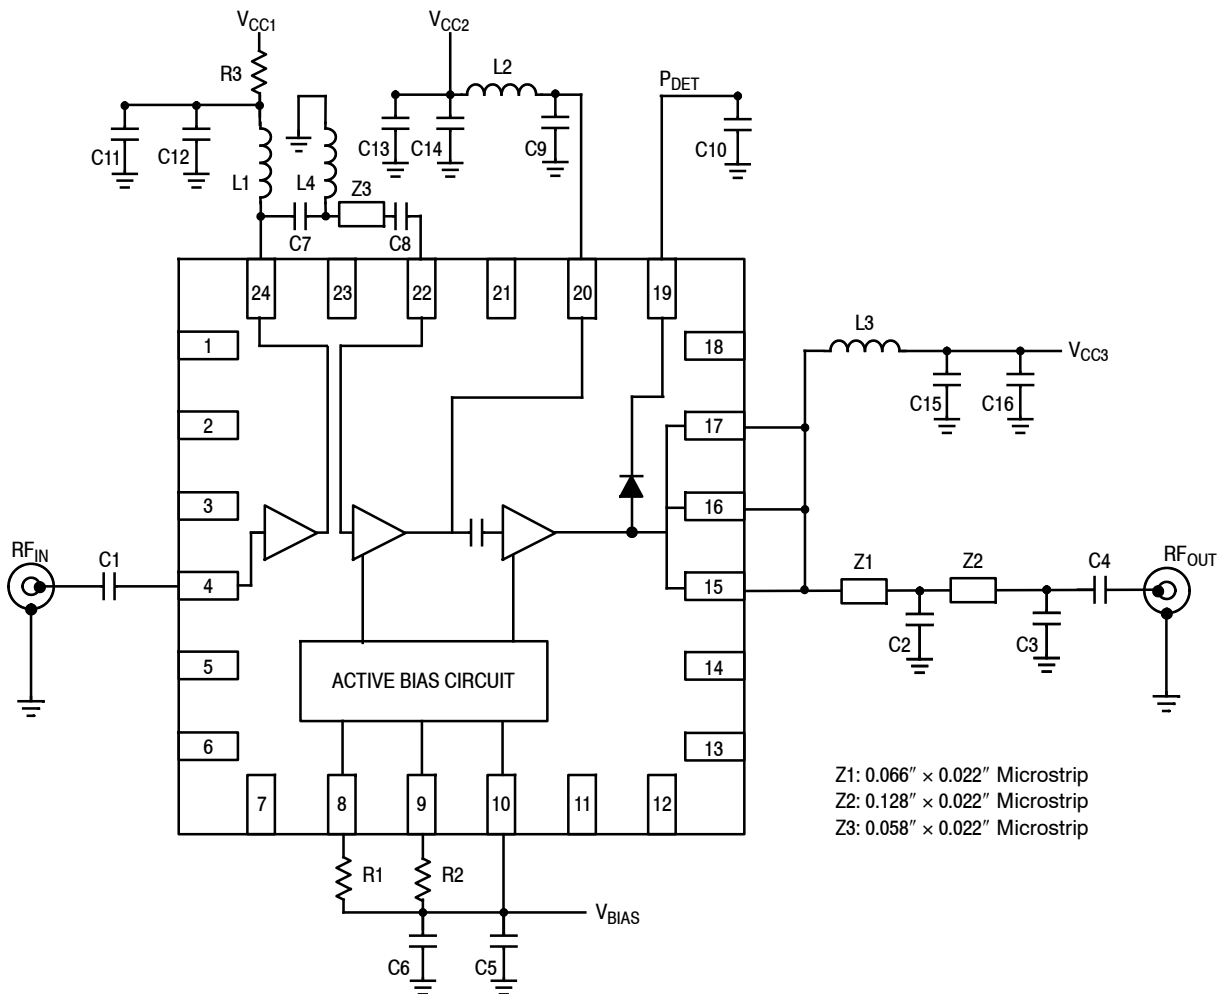 VCC1
VCC2
R3
L2
PDET
C11
C12
L1
L4
Z3
C13
C14
C9
C10
C7
C8
24
23
22
21
20
19
1
18
L3
VCC3
C15
C16
2
17
3
16
RFIN
C1
4
15
Z1
Z2
C4
RFOUT
C2
C3
5
14
ACTIVE BIAS CIRCUIT
6
13
7
8
9
10
11
12
Z1: 0.066″ × 0.022″ Microstrip
Z2: 0.128″ × 0.022″ Microstrip
Z3: 0.058″ × 0.022″ Microstrip
R1
R2
VBIAS
C6
C5